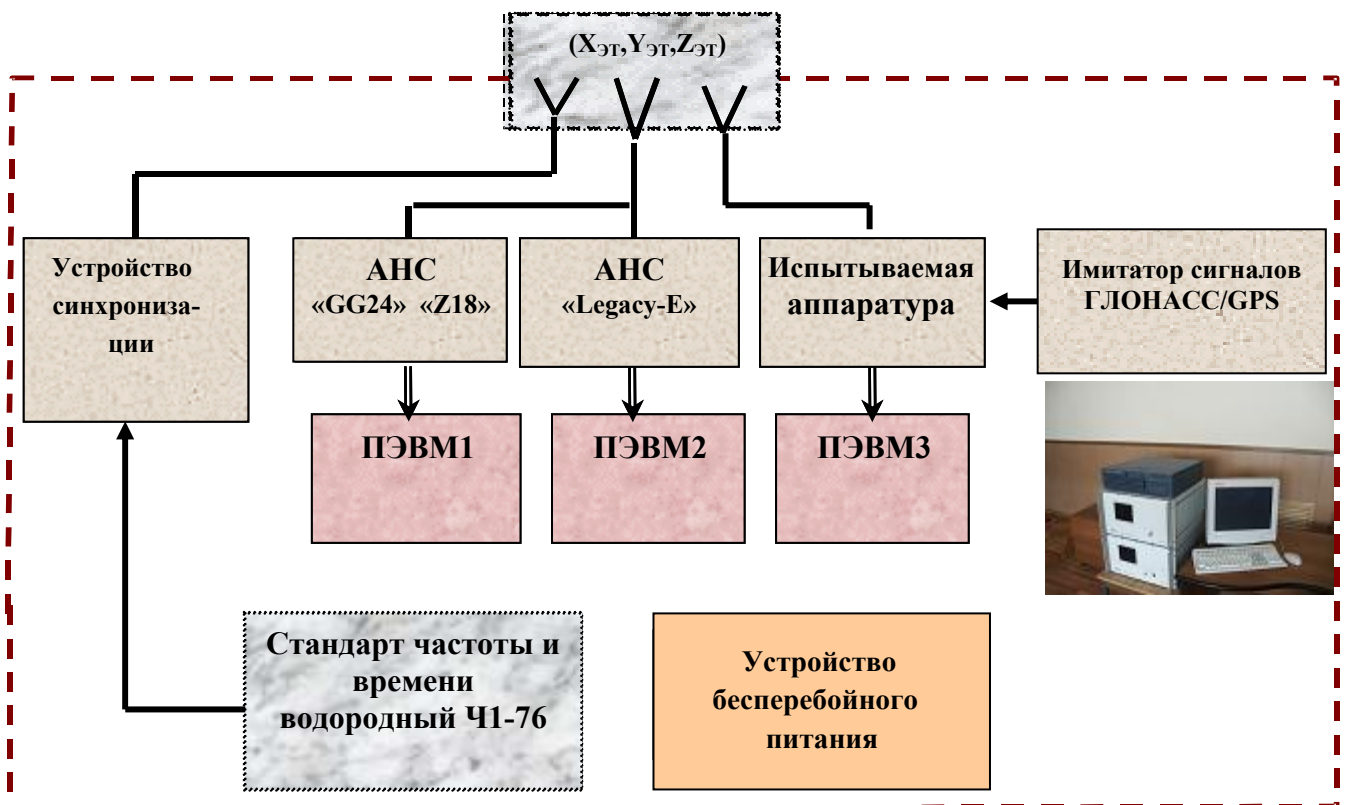 (XЭТ,YЭТ,ZЭТ)
Устройство
синхрониза-
ции
АНС
«GG24» «Z18»
АНС
«Legacy-E»
Испытываемая
аппаратура
Имитатор сигналов
ГЛОНАСС/GPS
ПЭВМ1
ПЭВМ2
ПЭВМ3
Стандарт частоты и
времени
водородный Ч1-76
Устройство
бесперебойного
питания